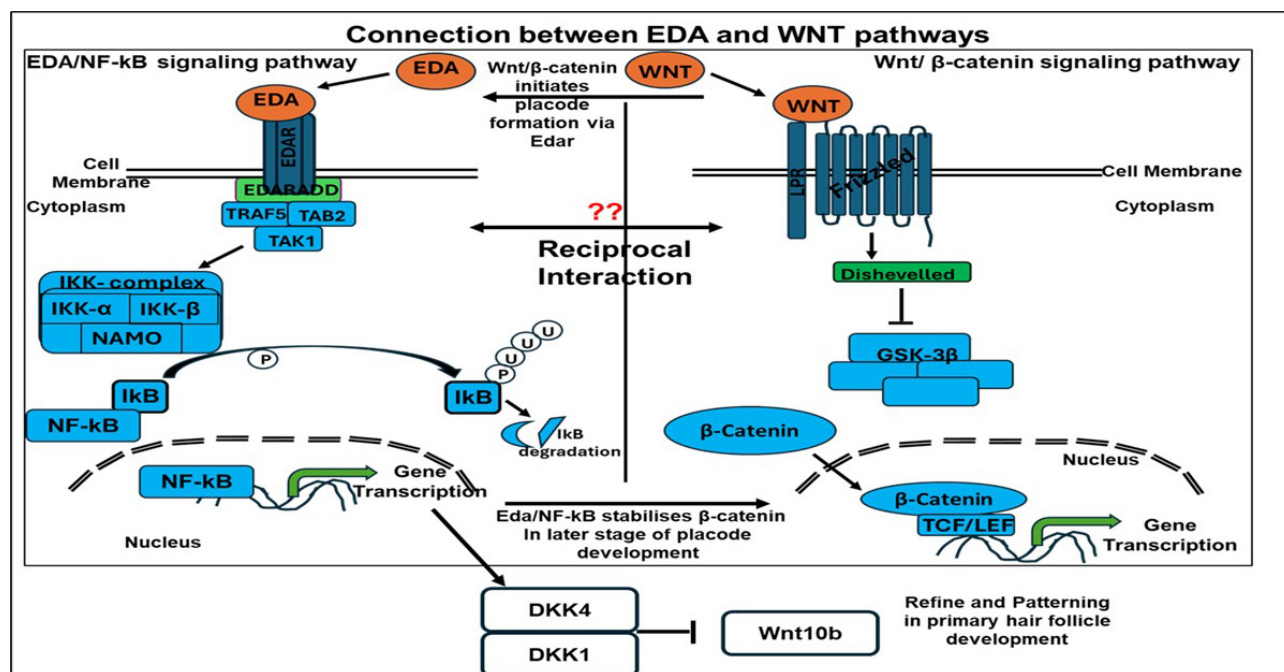 Connection between EDA and WNT pathways
EDA/NF-kB signaling
pathway
EDA
Wnt/β-catenin
initiates
placode
formation via
Edar
WNT
Wnt/ β-catenin signaling pathway
EDA
EDAR
WNT
LPR
Frizzled
Cell
Membrane
Cytoplasm
EDARADD
TRAF5
TAB2
TAK1
Cell Membrane
Cytoplasm
??
Reciprocal
Interaction
Dishevelled
IKK- complex
IKK-α
IKK-β
NAMO
GSK-3β
P
U
U
U
P
IkB
NF-kB
IkB
IkB
degradation
β-Catenin
Nucleus
NF-kB
Gene
Transcription
Nucleus
Eda/NF-kB stabilises β-catenin
In later stage of placode
development
β-Catenin
TCF/LEF
Gene
Transcription
DKK4
DKK1
Wnt10b
Refine and Patterning
in primary hair follicle
development